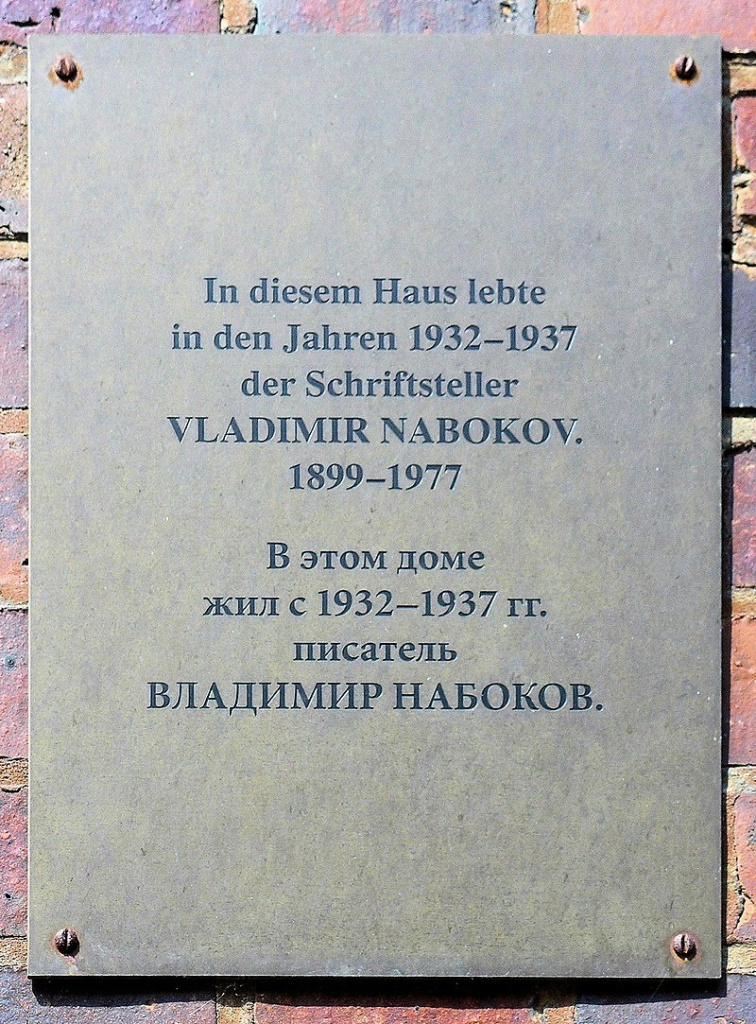 In diesem Haus lebte
in den Jahren 1932–1937
der Schriftsteller
VLADIMIR NABOKOV.
1899–1977
В этом доме
жил с 1932–1937 гг.
писатель
ВЛАДИМИР НАБОКОВ.